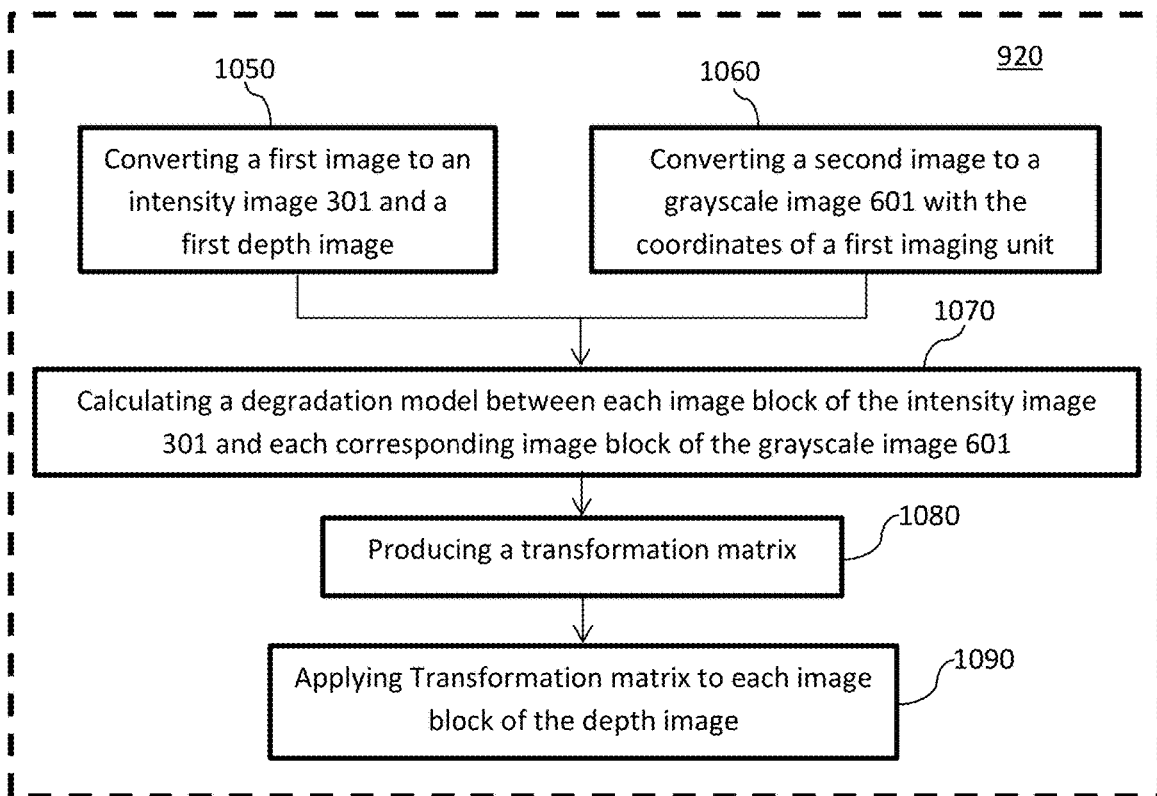 920
1050
1060
Converting a first image to an
intensity image 301 and a
first depth image
Converting a second image to a
grayscale image 601 with the
coordinates of a first imaging unit
1070
Calculating a degradation model between each image block of the intensity image
301 and each corresponding image block of the grayscale image 601
1080
Producing a transformation matrix
1090
Applying Transformation matrix to each image
block of the depth image